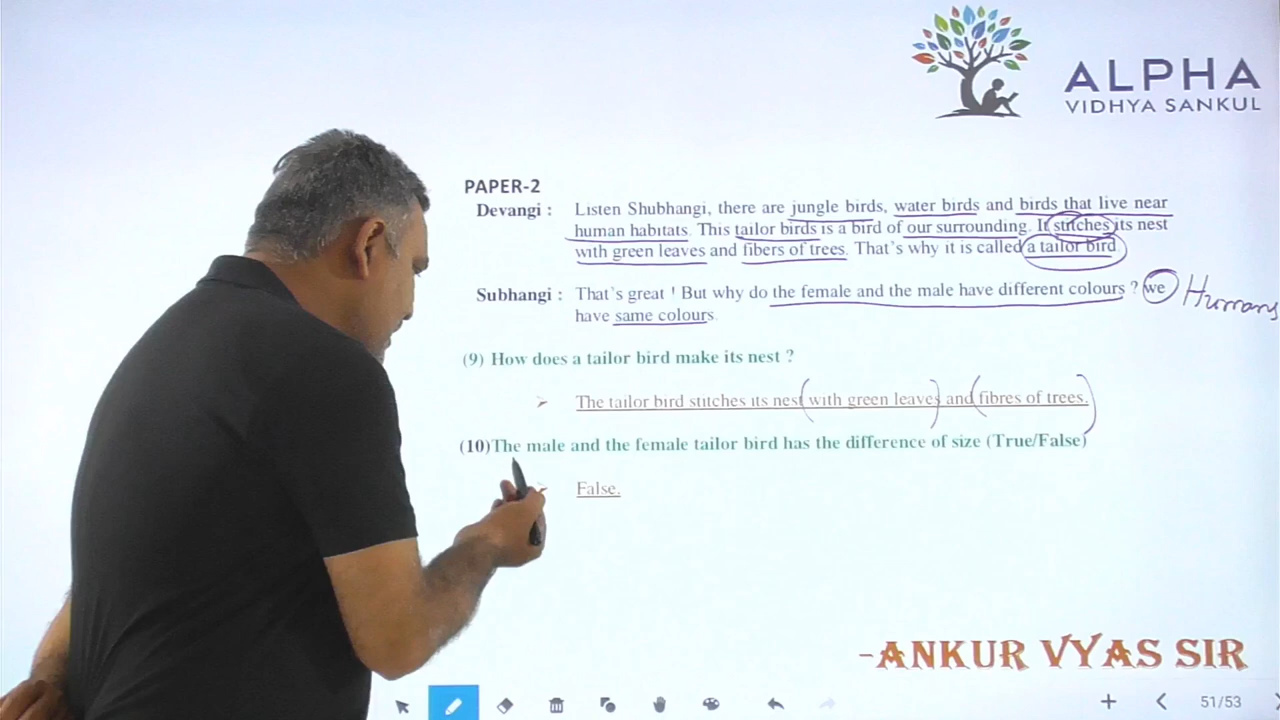 ALPHA
VIDHYA SANKUL
PAPER-2
Devangi : Listen Shubhangi, there are jungle birds, water birds and birds that live near
human habitats. This tailor birds is a bird of our surrounding. It stitches its nest
with green leaves and fibers of trees. That's why it is called a tailor bird
Subhangi : That's great ! But why do the female and the male have different colours ? we Humans
have same colours
(9) How does a tailor bird make its nest ?
➢ The tailor bird stitches its nest (with green leaves) and (fibres of trees.)
(10)The male and the female tailor bird has the difference of size (True/False)
False.
-ANKUR VYAS SIR
51/53